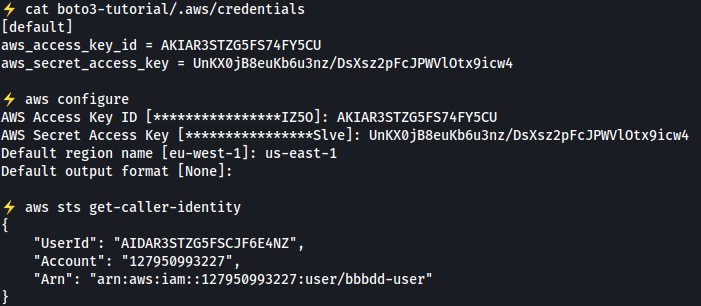 ⚡ cat boto3-tutorial/.aws/credentials
[default]
aws_access_key_id = AKIAR3STZG5FS74FY5CU
aws_secret_access_key = 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
⚡ aws configure
AWS Access Key ID [****************IZ5O]: AKIAR3STZG5FS74FY5CU
AWS Secret Access Key [****************Slve]: 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
Default region name [eu-west-1]: us-east-1
Default output format [None]:
⚡ aws sts get-caller-identity
{
    "UserId": "AIDAR3STZG5FSCJF6E4NZ",
    "Account": "127950993227",
    "Arn": "arn:aws:iam::127950993227:user/bbbdd-user"
}